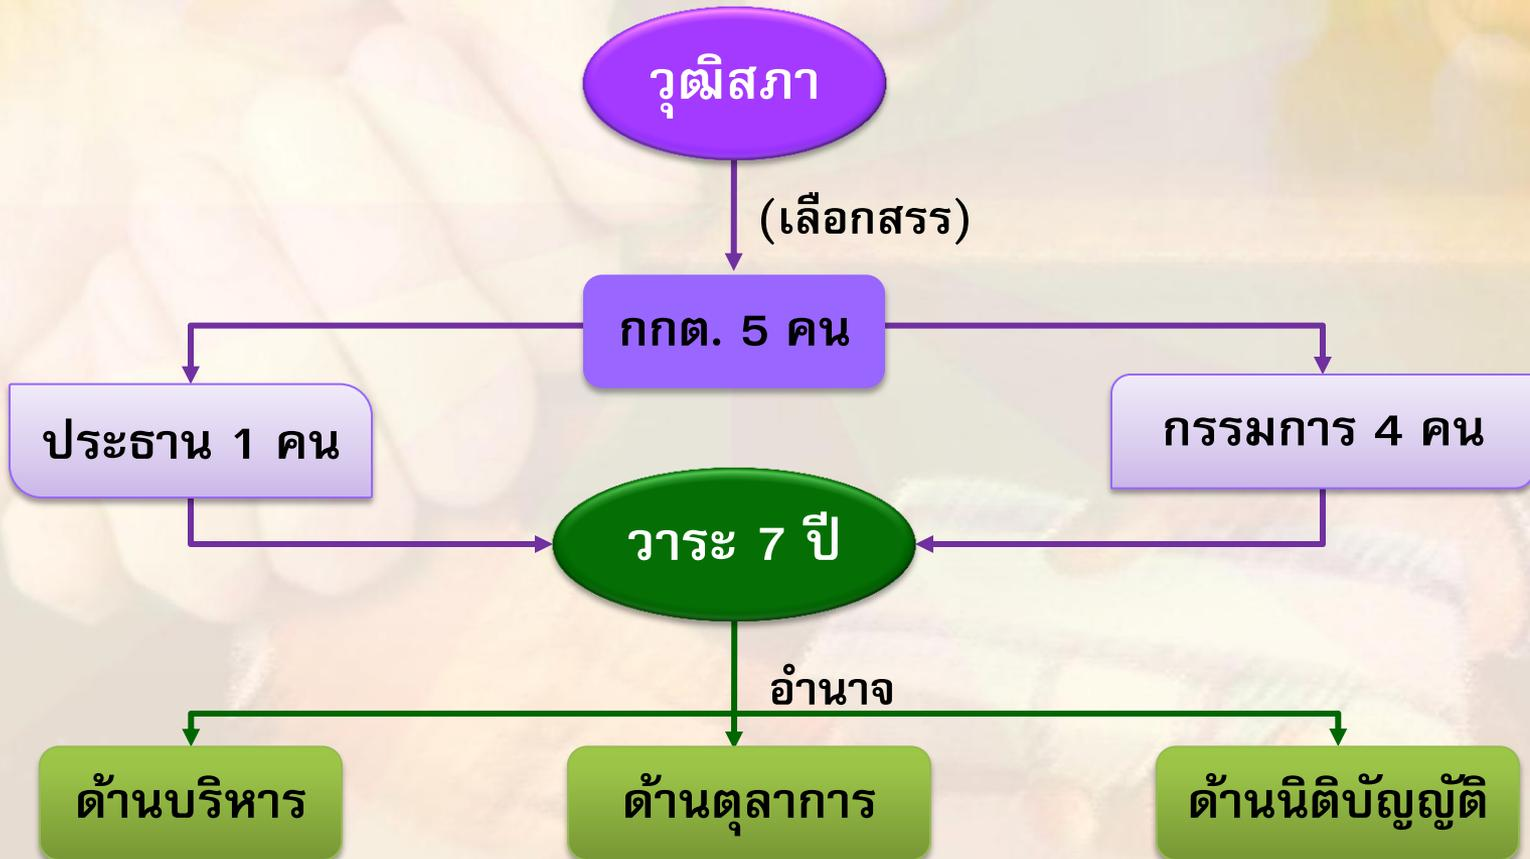 วุฒิสภา
(เลือกสรร)
กกต. 5 คน
ประธาน 1 คน
กรรมการ 4 คน
วาระ 7 ปี
อำนาจ
ด้านบริหาร
ด้านตุลาการ
ด้านนิติบัญญัติ